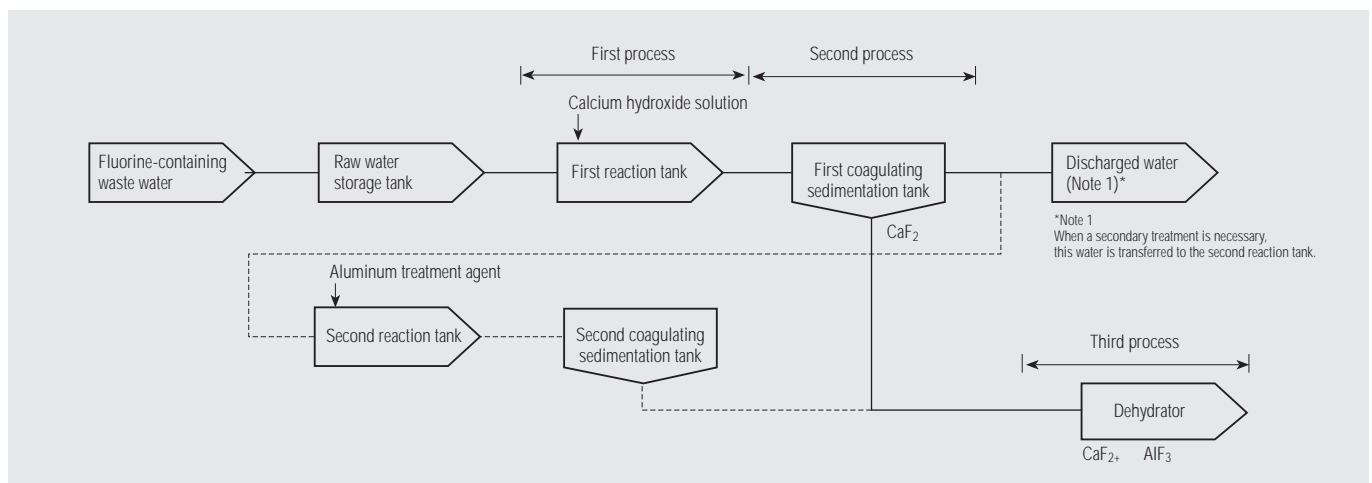 First process
Second process
Calcium hydroxide solution
Fluorine-containing
waste water
Raw water
storage tank
First reaction tank
First coagulating
sedimentation tank
Discharged water
(Note 1)*
*Note 1
When a secondary treatment is necessary,
this water is transferred to the second reaction tank.
CaF₂
Aluminum treatment agent
Second reaction tank
Second coagulating
sedimentation tank
Third process
Dehydrator
CaF₂₊ AlF₃